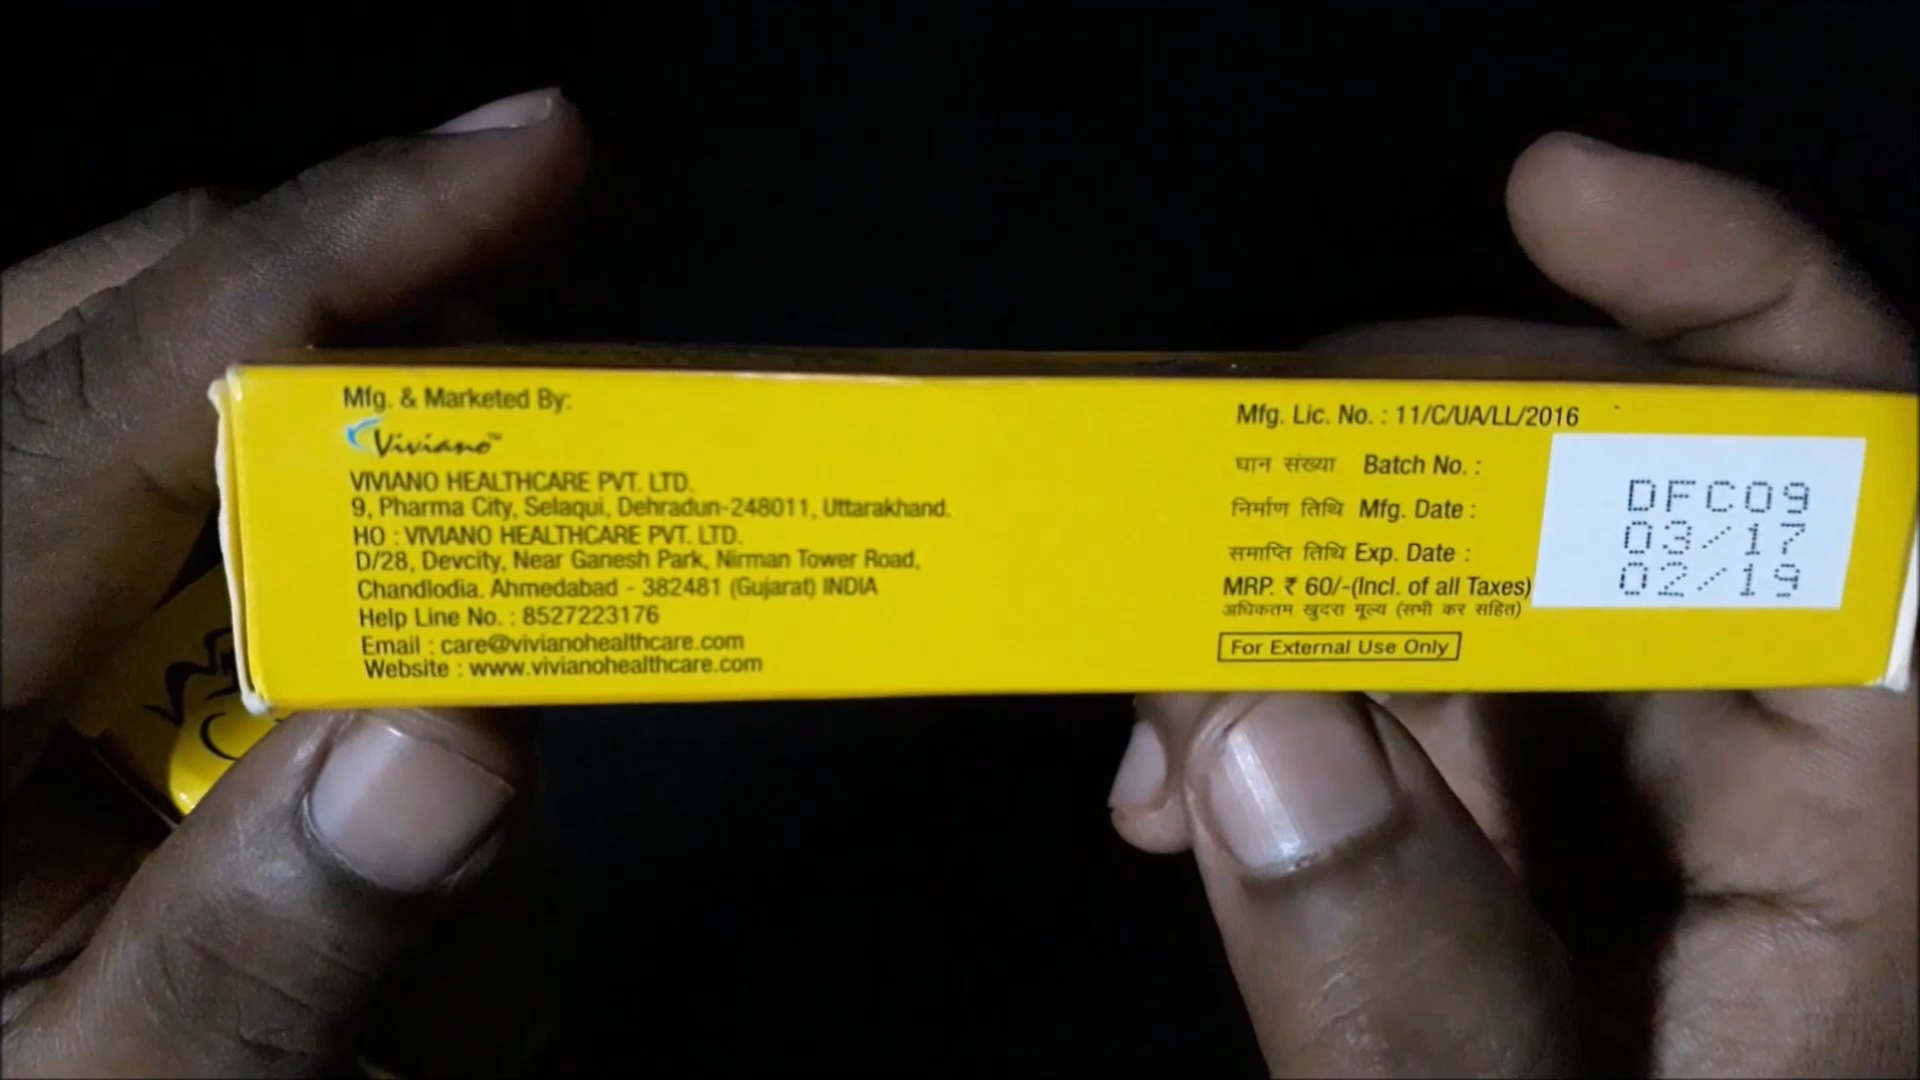 Mfg. & Marketed By:
Viviano™
VIVIANO HEALTHCARE PVT. LTD.
9, Pharma City, Selaqui, Dehradun-248011, Uttarakhand.
HO : VIVIANO HEALTHCARE PVT. LTD.
D/28, Devcity, Near Ganesh Park, Nirman Tower Road,
Chandlodia. Ahmedabad - 382481 (Gujarat) INDIA
Help Line No. : 8527223176
Email : care@vivianohealthcare.com
Website : www.vivianohealthcare.com
Mfg. Lic. No. : 11/C/UA/LL/2016
घान संख्या Batch No. : DFC09
निर्माण तिथि Mfg. Date : 03/17
समाप्ति तिथि Exp. Date : 02/19
MRP. ₹ 60/-(Incl. of all Taxes)
अधिकतम खुदरा मूल्य (सभी कर सहित)
For External Use Only